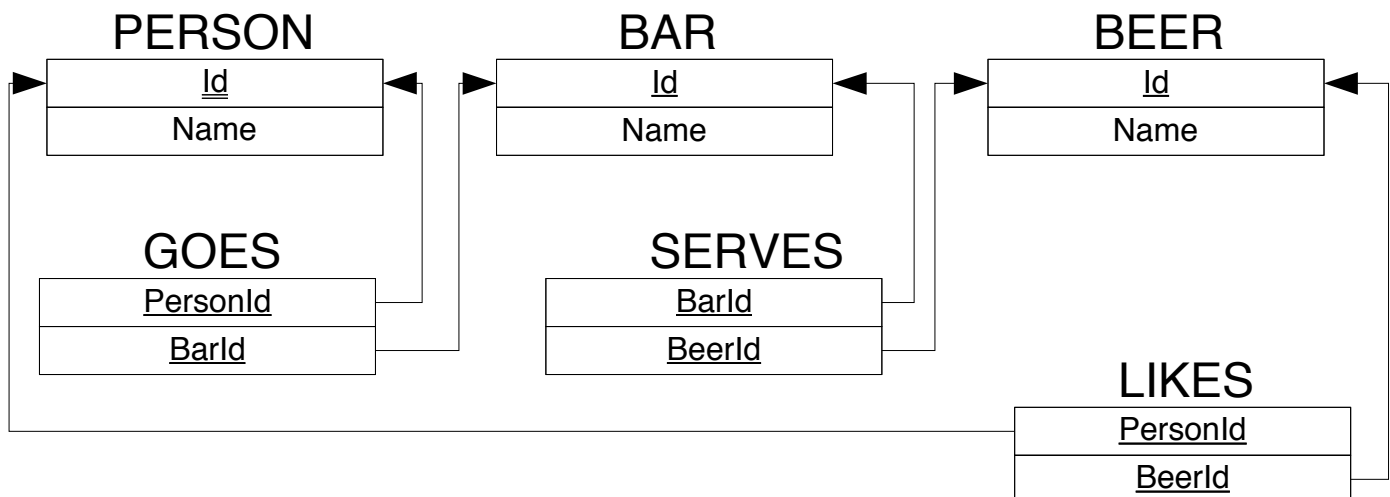 PERSON BAR BEER
Id Id Id
Name Name Name
GOES SERVES
PersonId BarId
BarId BeerId
LIKES
PersonId
BeerId